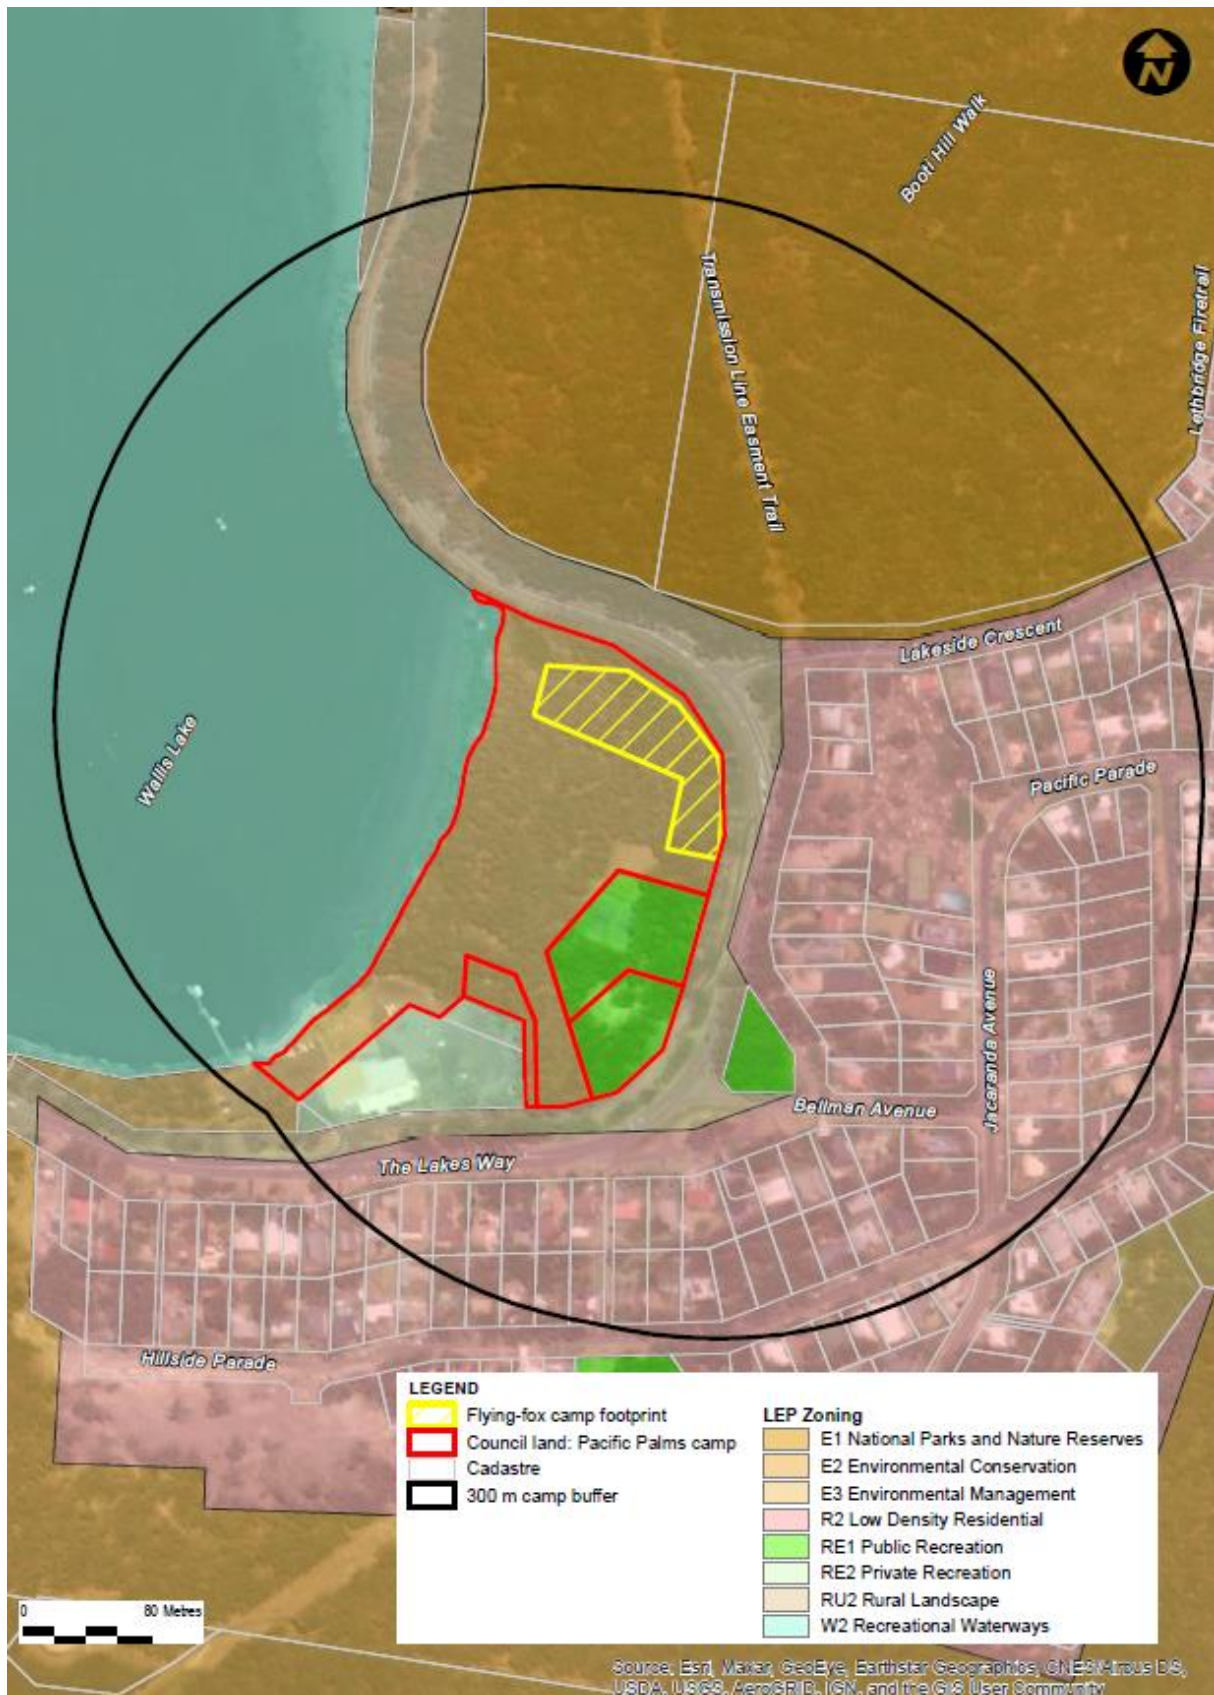 N
Booti Hill Walk
Transmission Line Easment Trail
Lethbridge Firetrail
Lakeside Crescent
Wallis Lake
Pacific Parade
Jacaranda Avenue
Bellman Avenue
The Lakes Way
Hillside Parade
LEGEND
Flying-fox camp footprint
Council land: Pacific Palms camp
Cadastre
300 m camp buffer
LEP Zoning
E1 National Parks and Nature Reserves
E2 Environmental Conservation
E3 Environmental Management
R2 Low Density Residential
RE1 Public Recreation
RE2 Private Recreation
RU2 Rural Landscape
W2 Recreational Waterways
0 80 Metres
Source: Esri, Maxar, GeoEye, Earthstar Geographics, CNES/Airbus DS,
USDA, USGS, AeroGRID, IGN, and the GIS User Community